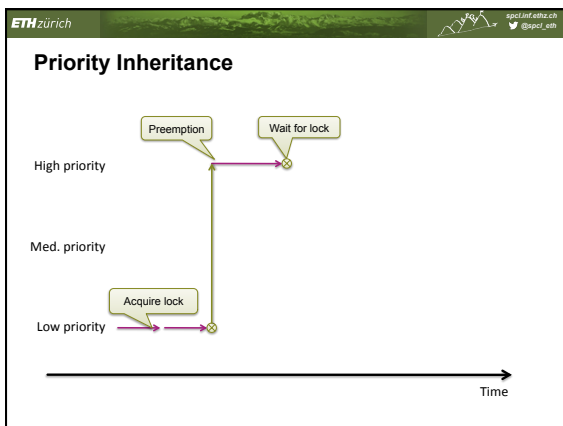 ETH zürich
spcl.inf.ethz.ch
@spcl_eth
Priority Inheritance
Preemption
Wait for lock
High priority
Med. priority
Acquire lock
Low priority
Time